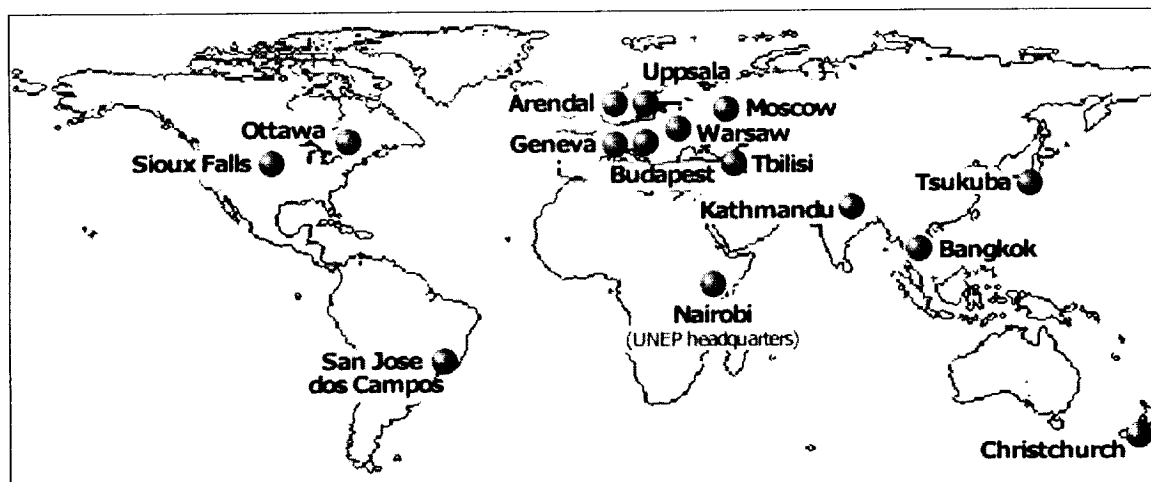 Uppsala
Arendal
Moscow
Ottawa
Warsaw
Geneva
Sioux Falls
Budapest
Tbilisi
Tsukuba
Kathmandu
Bangkok
Nairobi
(UNEP headquarters)
San Jose
dos Campos
Christchurch